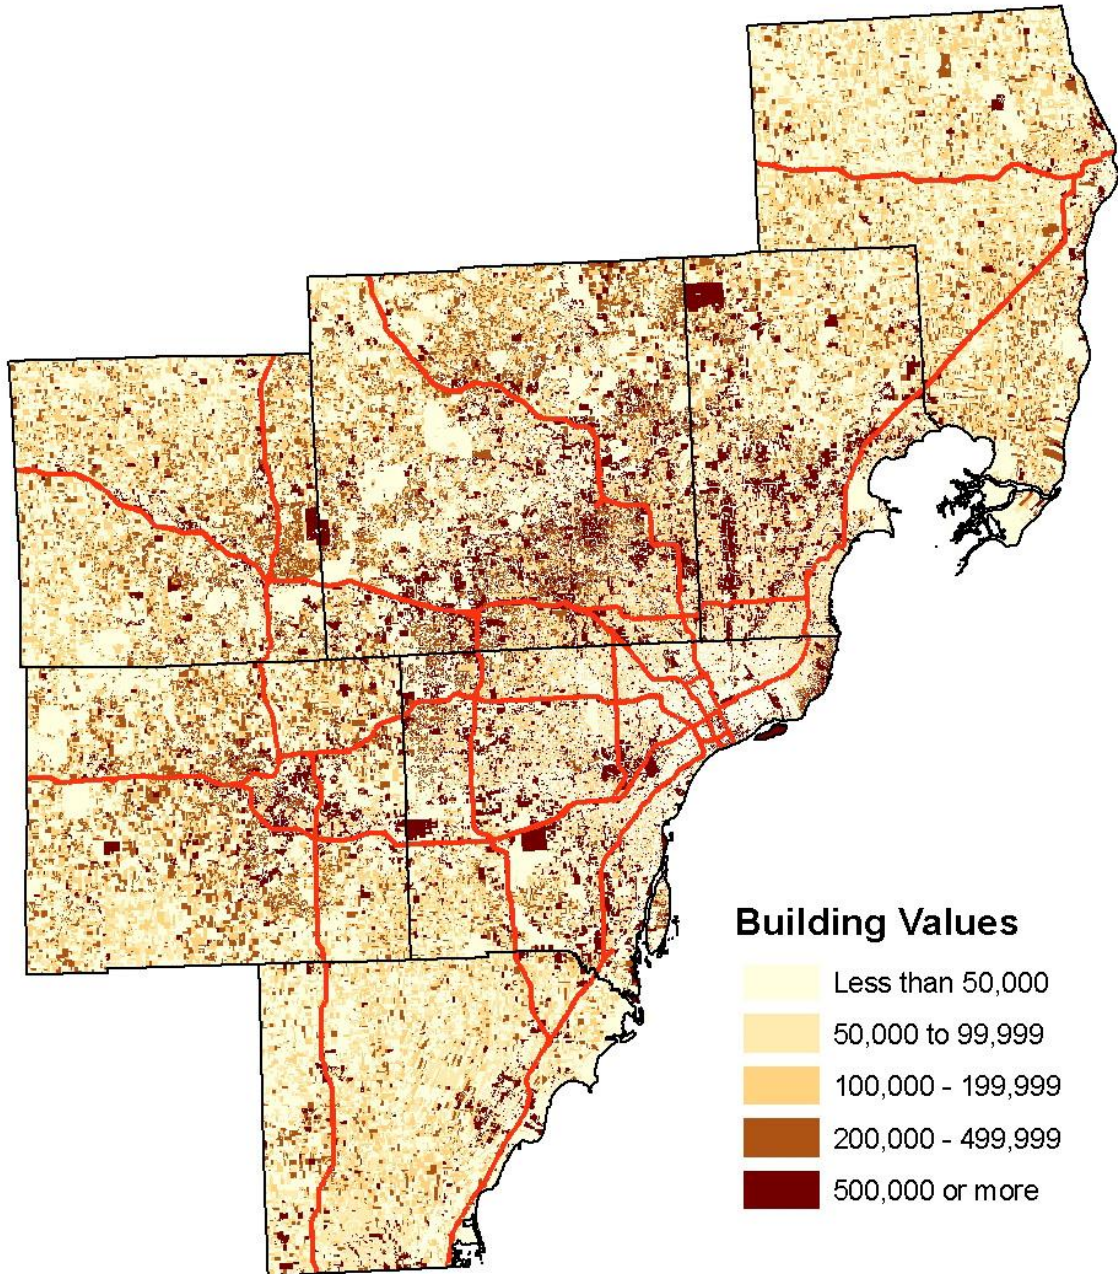 Building Values
Less than 50,000
50,000 to 99,999
100,000 - 199,999
200,000 - 499,999
500,000 or more